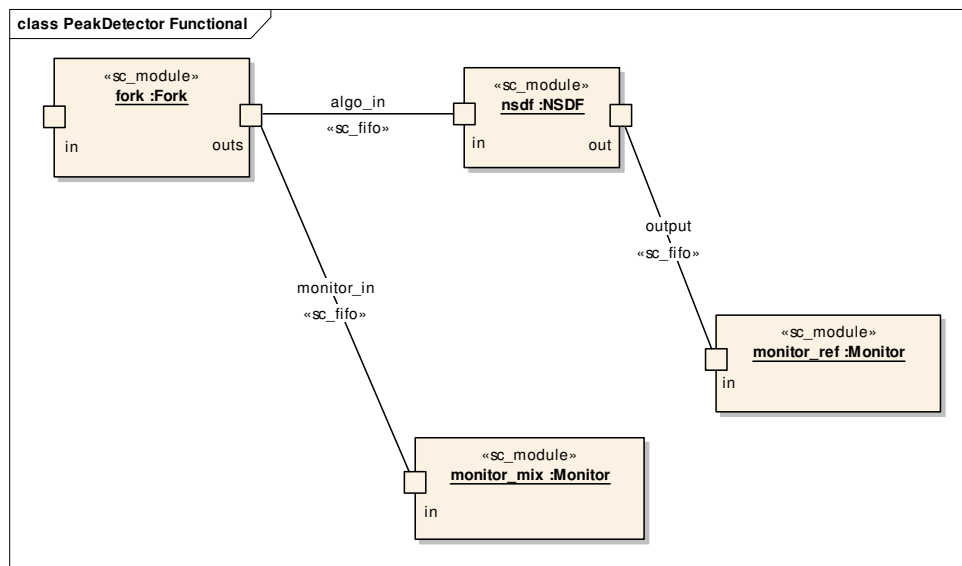 class PeakDetector Functional
«sc_module»
fork :Fork
in
outs
algo_in
«sc_fifo»
«sc_module»
nsdf :NSDF
in
out
output
«sc_fifo»
monitor_in
«sc_fifo»
«sc_module»
monitor_ref :Monitor
in
«sc_module»
monitor_mix :Monitor
in